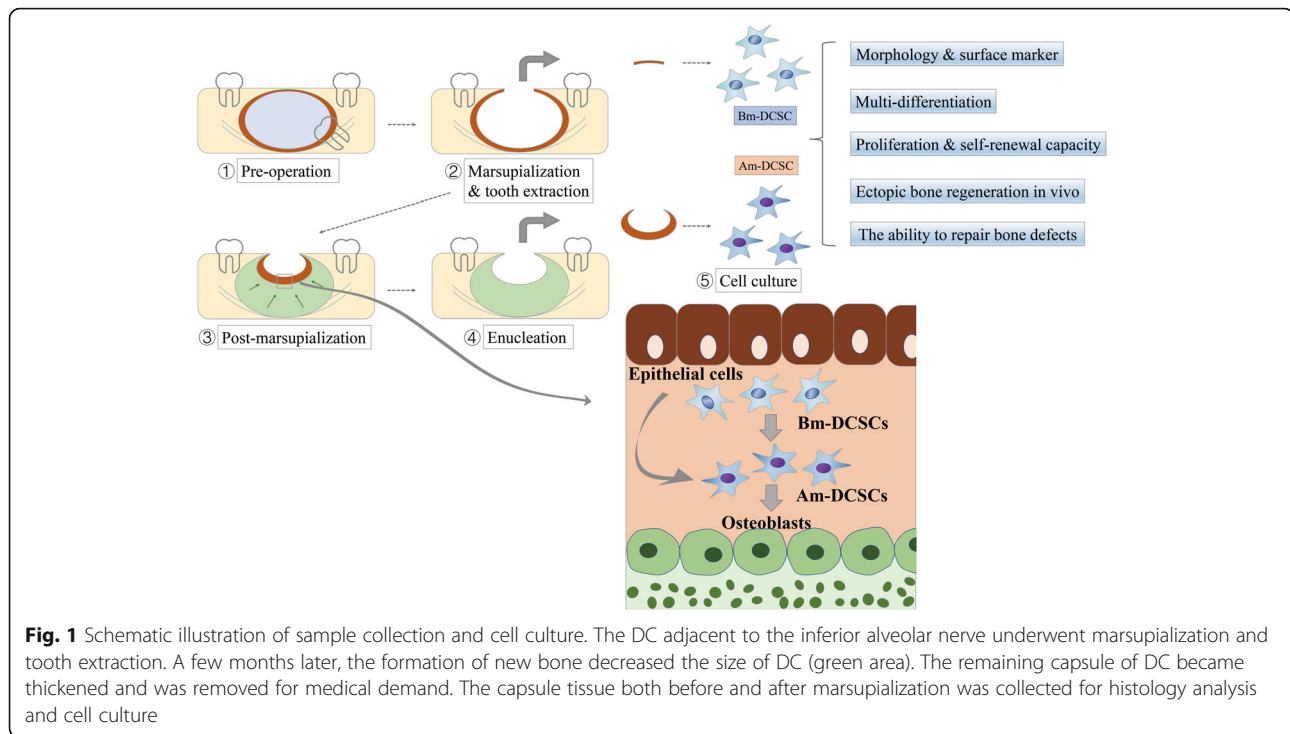 ① Pre-operation
② Marsupialization
& tooth extraction
③ Post-marsupialization
④ Enucleation
Bm-DCSC
Am-DCSC
⑤ Cell culture
Morphology & surface marker
Multi-differentiation
Proliferation & self-renewal capacity
Ectopic bone regeneration in vivo
The ability to repair bone defects
Epithelial cells
Bm-DCSCs
Am-DCSCs
Osteoblasts
Fig. 1 Schematic illustration of sample collection and cell culture. The DC adjacent to the inferior alveolar nerve underwent marsupialization and
tooth extraction. A few months later, the formation of new bone decreased the size of DC (green area). The remaining capsule of DC became
thickened and was removed for medical demand. The capsule tissue both before and after marsupialization was collected for histology analysis
and cell culture